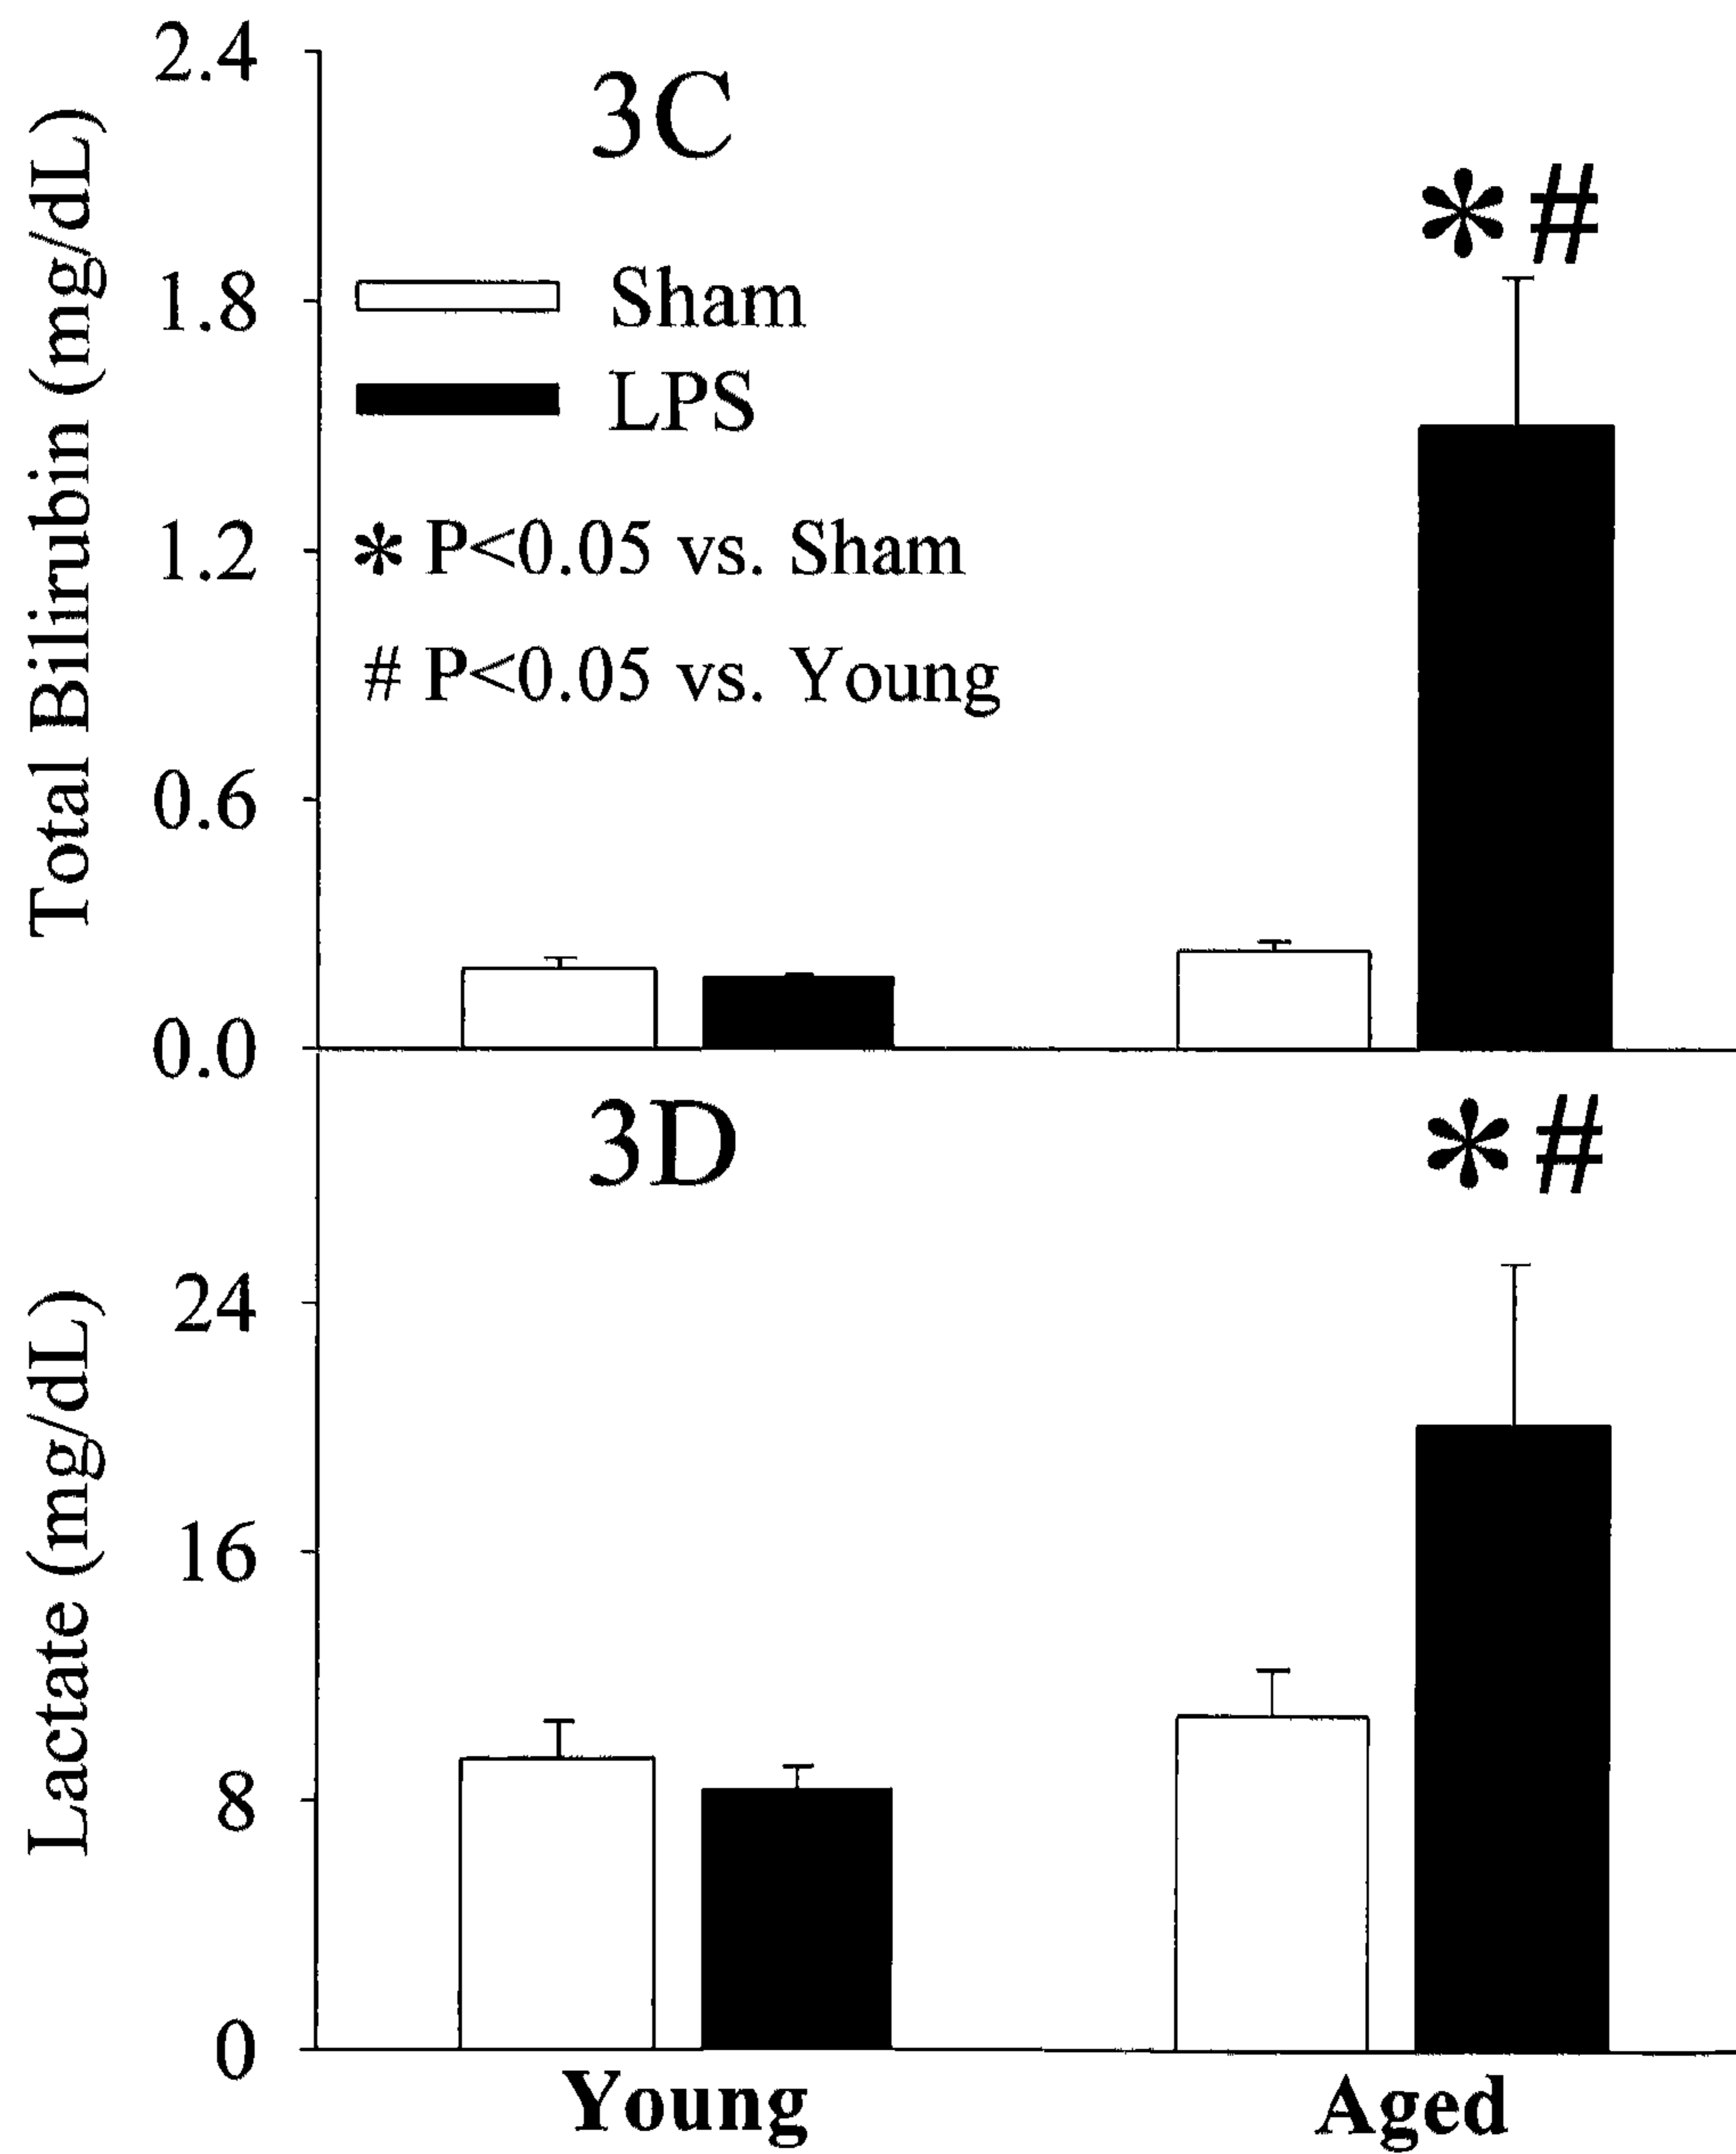 Total Bilirubin (mg/dL)
2.4
1.8
1.2
0.6
0.0
3C
Sham
LPS
* P<0.05 vs. Sham
# P<0.05 vs. Young
*#
Lactate (mg/dL)
24
16
8
0
3D
*#
Young
Aged